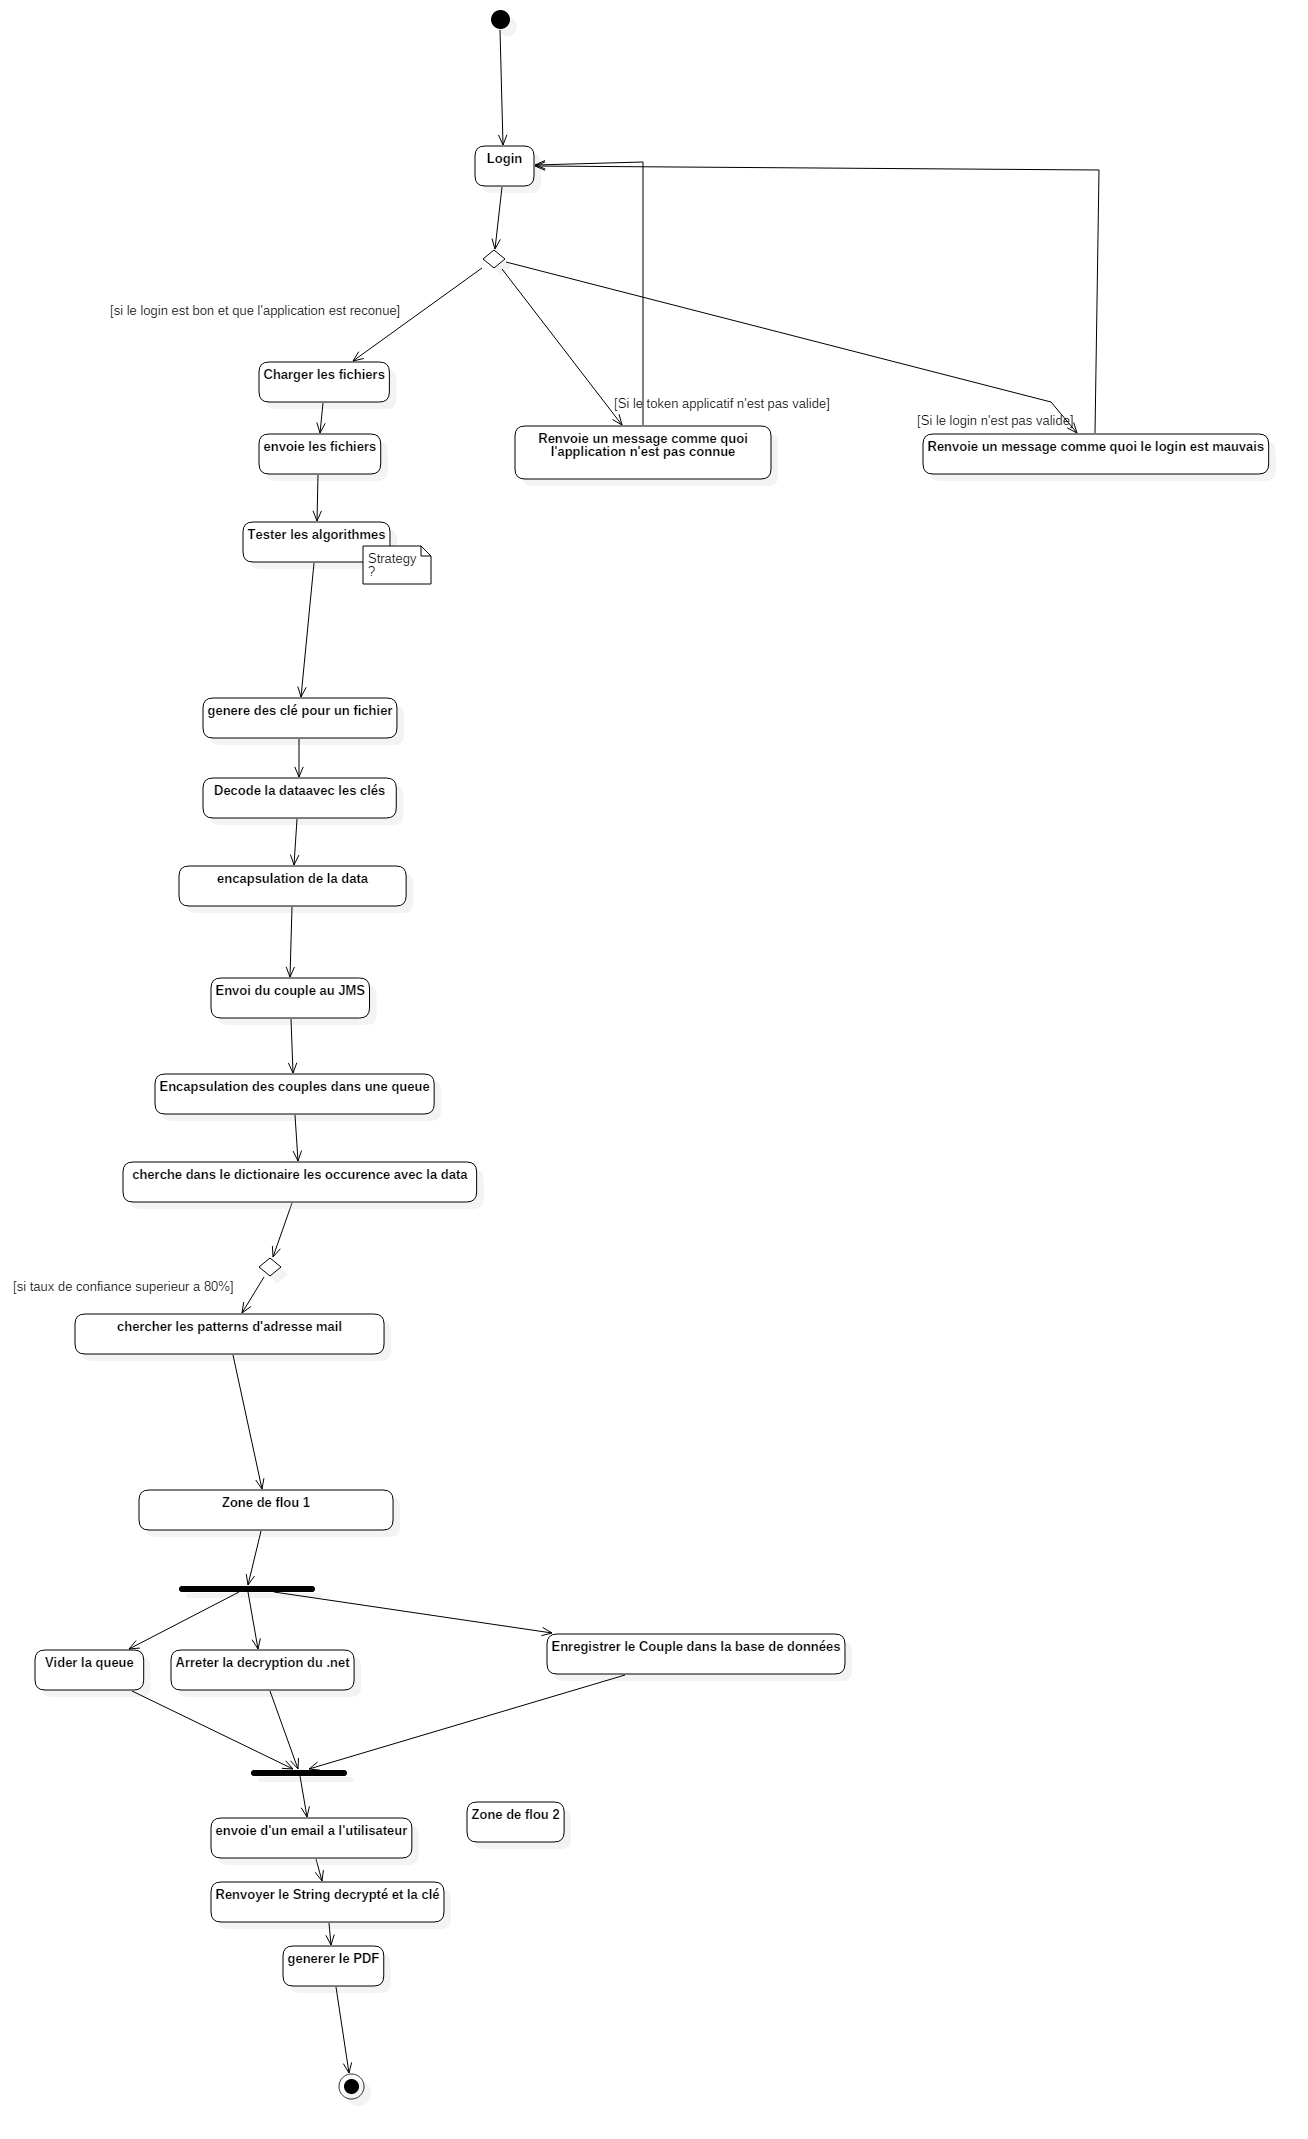 Login
[si le login est bon et que l'application est reconue]
Charger les fichiers
[Si le token applicatif n'est pas valide]
[Si le login n'est pas valide]
envoie les fichiers
Renvoie un message comme quoi
l'application n'est pas connue
Renvoie un message comme quoi le login est mauvais
Tester les algorithmes
Strategy
?
genere des clé pour un fichier
Decode la dataavec les clés
encapsulation de la data
Envoi du couple au JMS
Encapsulation des couples dans une queue
cherche dans le dictionaire les occurence avec la data
[si taux de confiance superieur a 80%]
chercher les patterns d'adresse mail
Zone de flou 1
Vider la queue
Arreter la decryption du .net
Enregistrer le Couple dans la base de données
Zone de flou 2
envoie d'un email a l'utilisateur
Renvoyer le String decrypté et la clé
generer le PDF